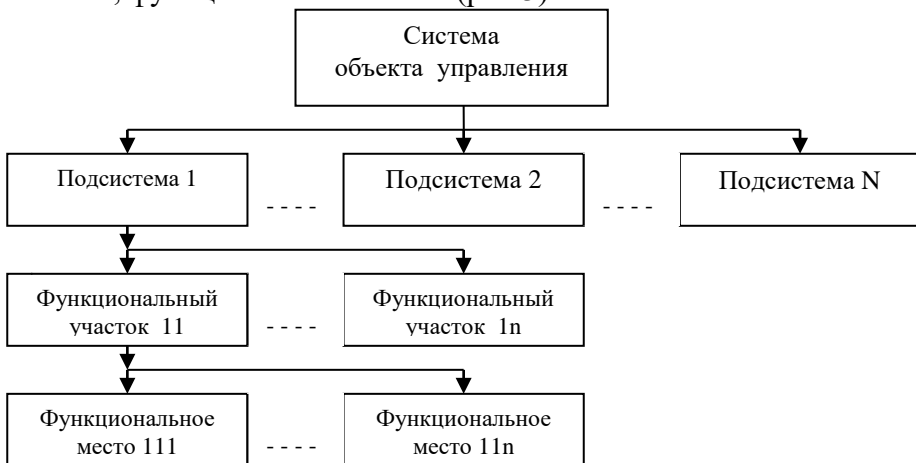 Система
объекта управления
Подсистема 1
- - - -
Подсистема 2
- - - -
Подсистема N
Функциональный
участок 11
- - - -
Функциональный
участок 1n
Функциональное
место 111
- - - -
Функциональное
место 11n